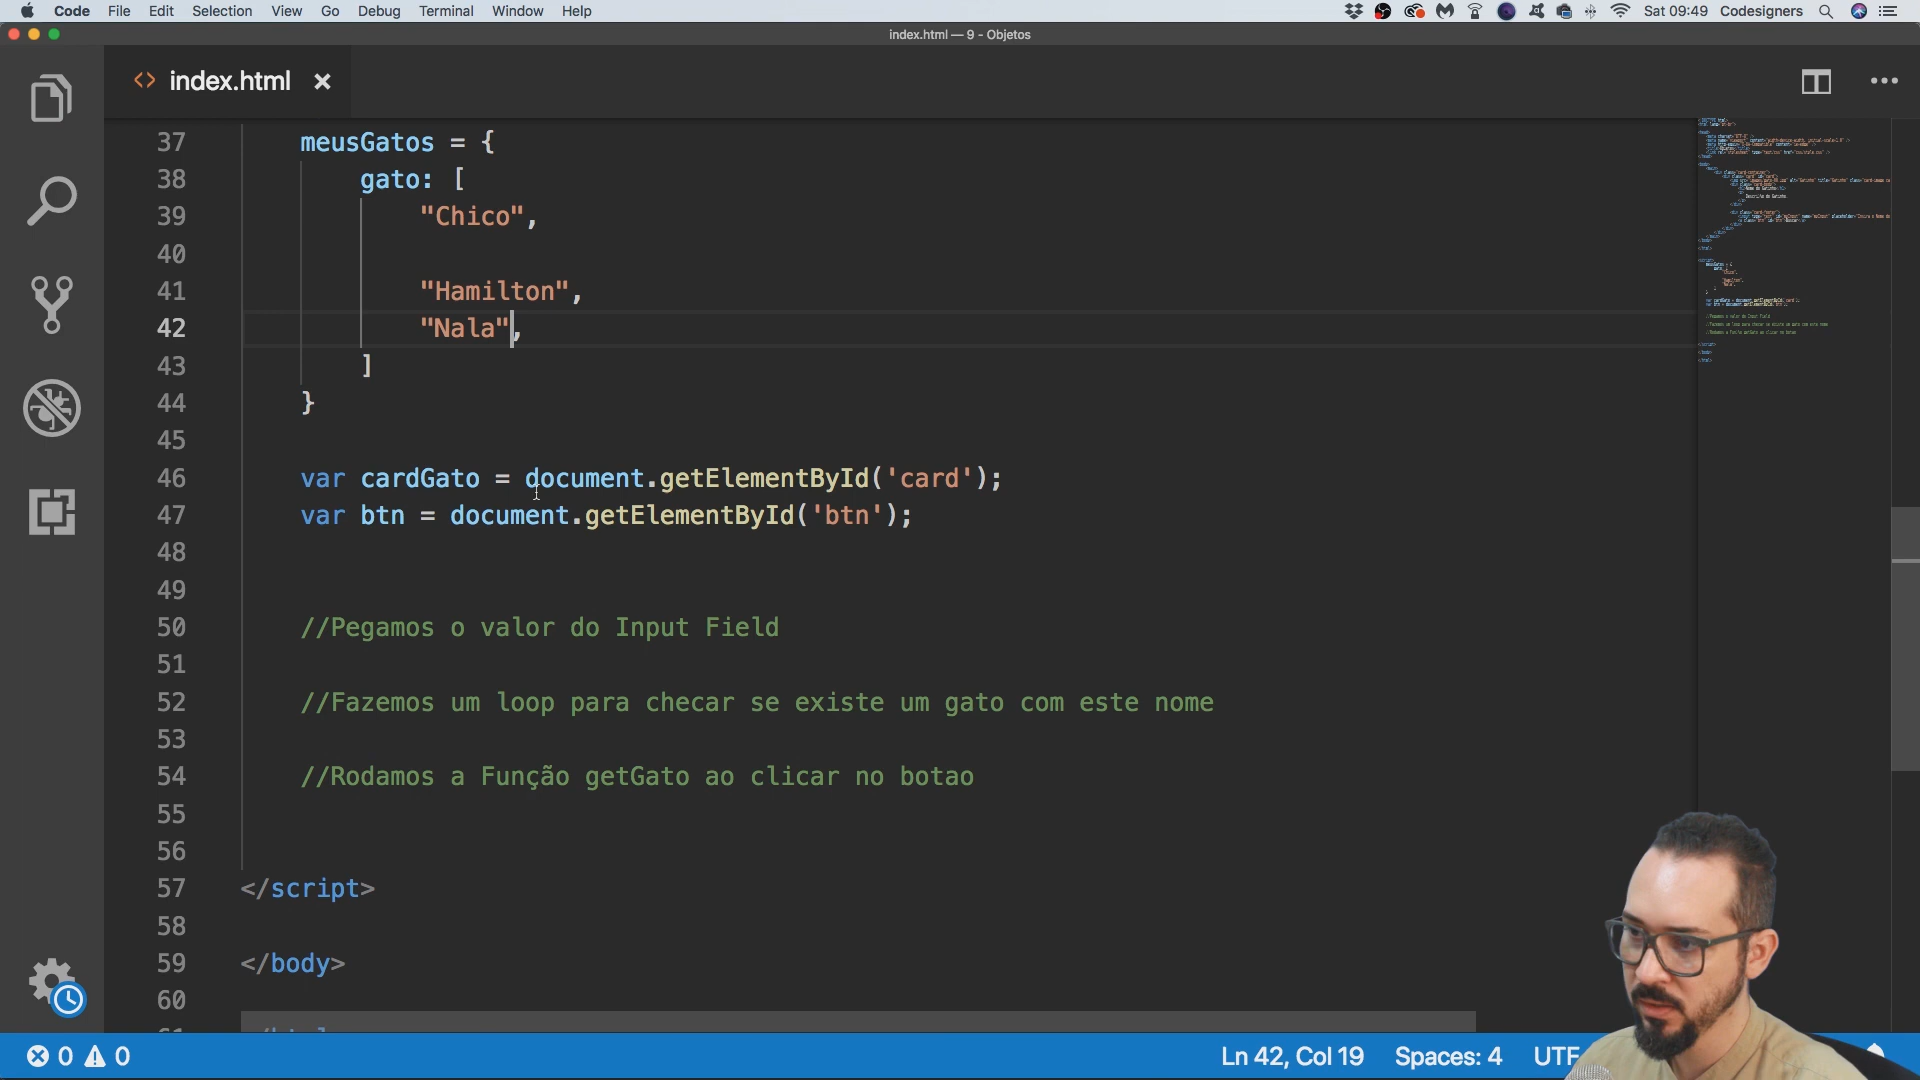 Code File Edit Selection View Go Debug Terminal Window Help Sat 09:49 Codesigners
index.html — 9 - Objetos
<> index.html ×
37 meusGatos = {
38 gato: [
39 "Chico",
40
41 "Hamilton",
42 "Nala",
43 ]
44 }
45
46 var cardGato = document.getElementById('card');
47 var btn = document.getElementById('btn');
48
49
50 //Pegamos o valor do Input Field
51
52 //Fazemos um loop para checar se existe um gato com este nome
53
54 //Rodamos a Função getGato ao clicar no botao
55
56
57 </script>
58
59 </body>
60
0 0 Ln 42, Col 19 Spaces: 4 UTF